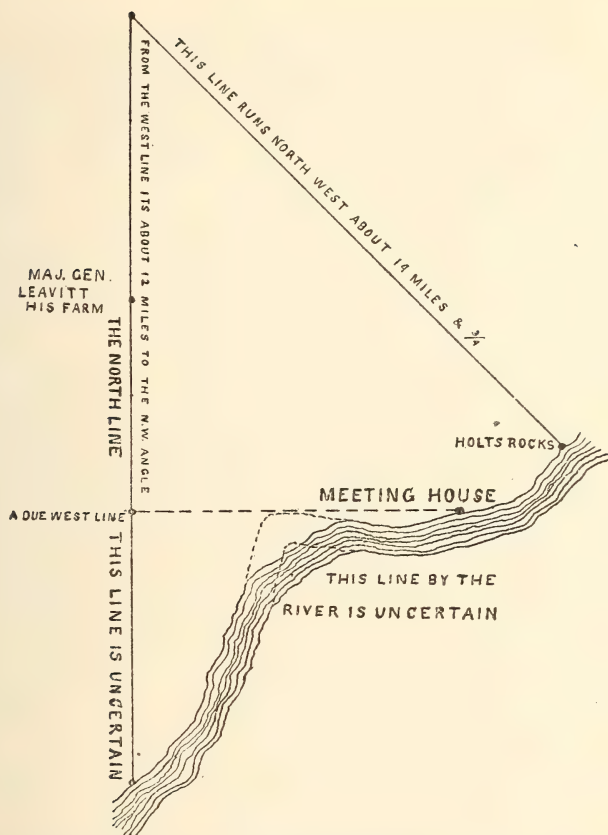 THIS LINE RUNS NORTH WEST ABOUT 14 MILES & 3/4
FROM THE WEST LINE ITS ABOUT 12 MILES TO THE N.W. ANGLE
MAJ. GEN.
LEAVITT
HIS FARM
THE NORTH LINE
HOLTS ROCKS
MEETING HOUSE
A DUE WEST LINE
THIS LINE BY THE
RIVER IS UNCERTAIN
THIS LINE IS UNCERTAIN